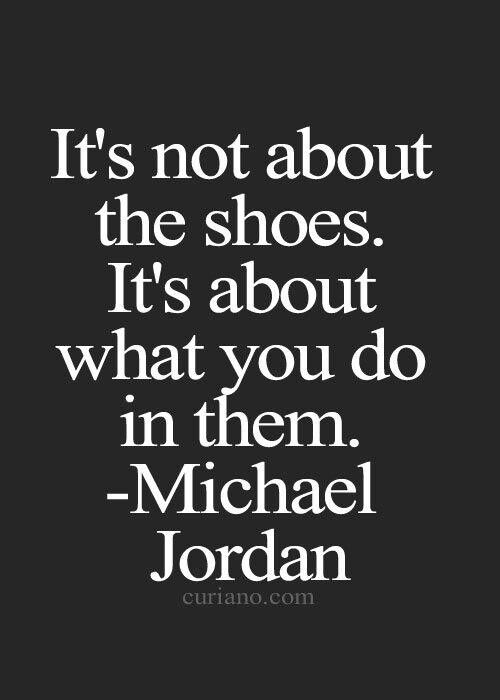 It's not about
the shoes.
It's about
what you do
in them.
-Michael
Jordan
curiano.com